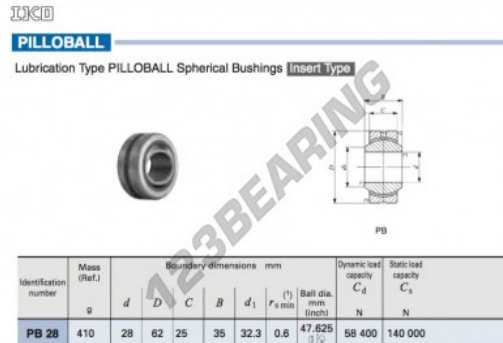 IKO
PILLOBALL
Lubrication Type PILLOBALL Spherical Bushings Insert Type
123BEARING
B
C
D
d1
d
PB
Identification number
Mass (Ref.)
g
Boundary dimensions mm
d D C B d1 rs min (1) Ball dia. mm (inch)
Dynamic load capacity Cd N
Static load capacity Cs N
PB 28 410 28 62 25 35 32.3 0.6 47.625 58 400 140 000